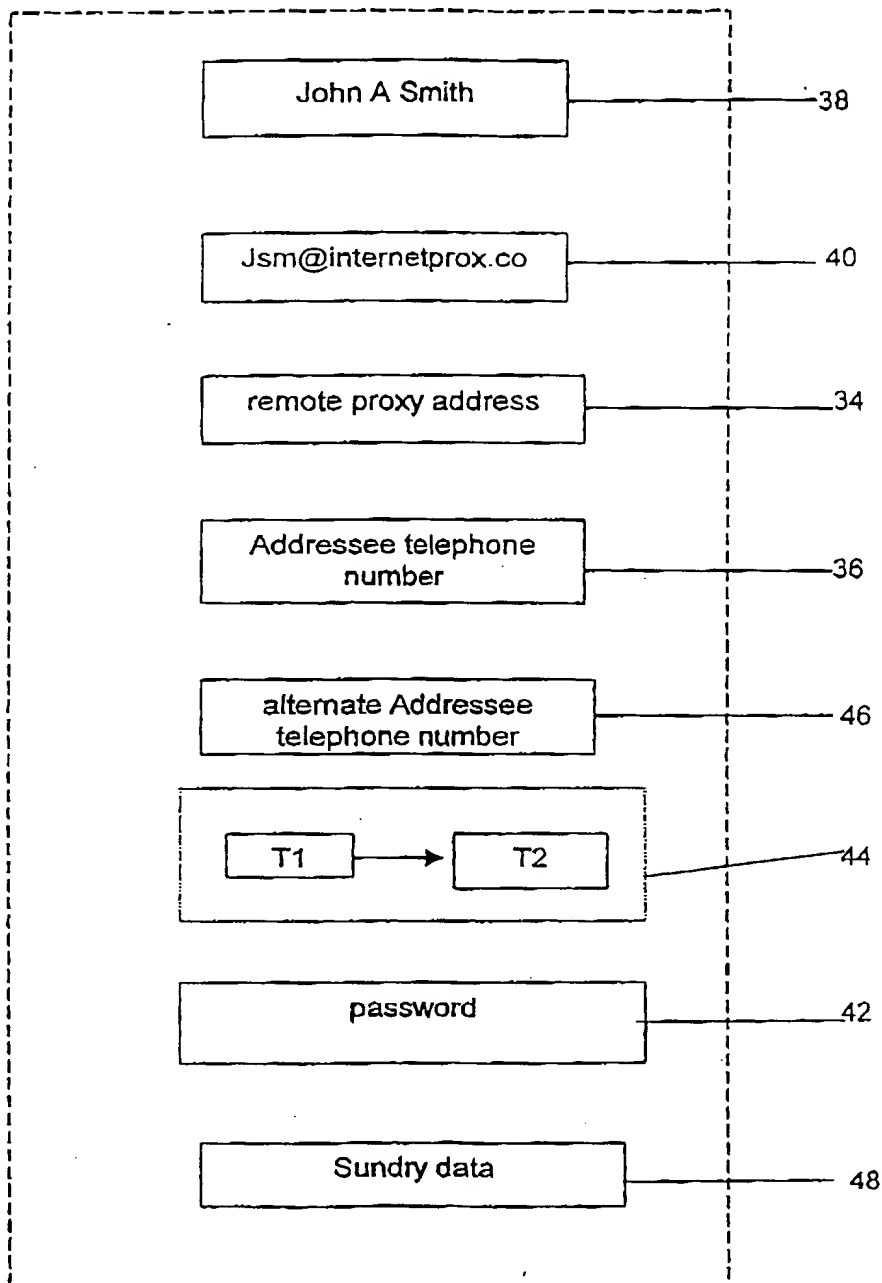 John A Smith
38
Jsm@internetprox.co
40
remote proxy address
34
Addressee telephone
number
36
alternate Addressee
telephone number
46
T1
T2
44
password
42
Sundry data
48